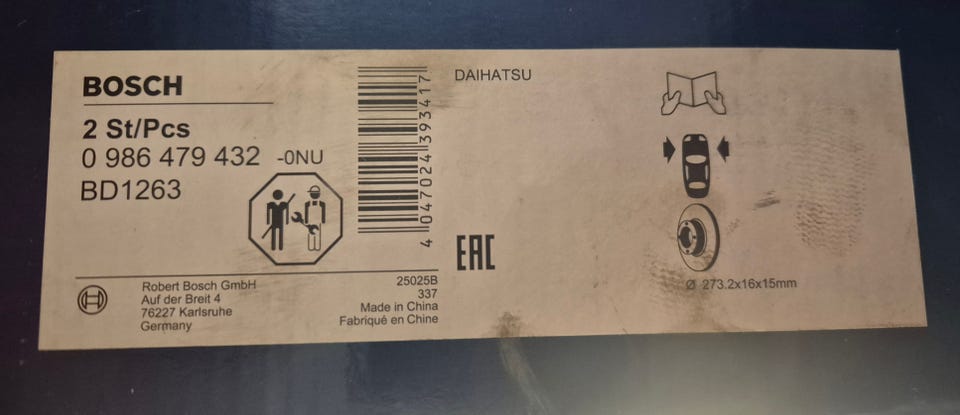 BOSCH
2 St/Pcs
0 986 479 432 -0NU
BD1263
4 047024 393417
DAIHATSU
EAC
Ø 273.2x16x15mm
Robert Bosch GmbH
Auf der Breit 4
76227 Karlsruhe
Germany
25025B
337
Made in China
Fabriqué en Chine